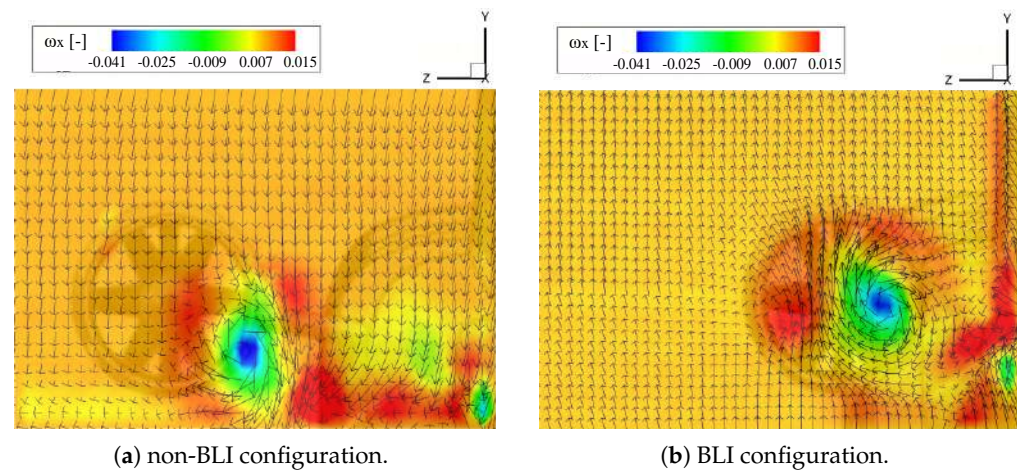 ωx [-]
-0.041 -0.025 -0.009 0.007 0.015
Y
Z X
ωx [-]
-0.041 -0.025 -0.009 0.007 0.015
Y
Z X
(a) non-BLI configuration.
(b) BLI configuration.